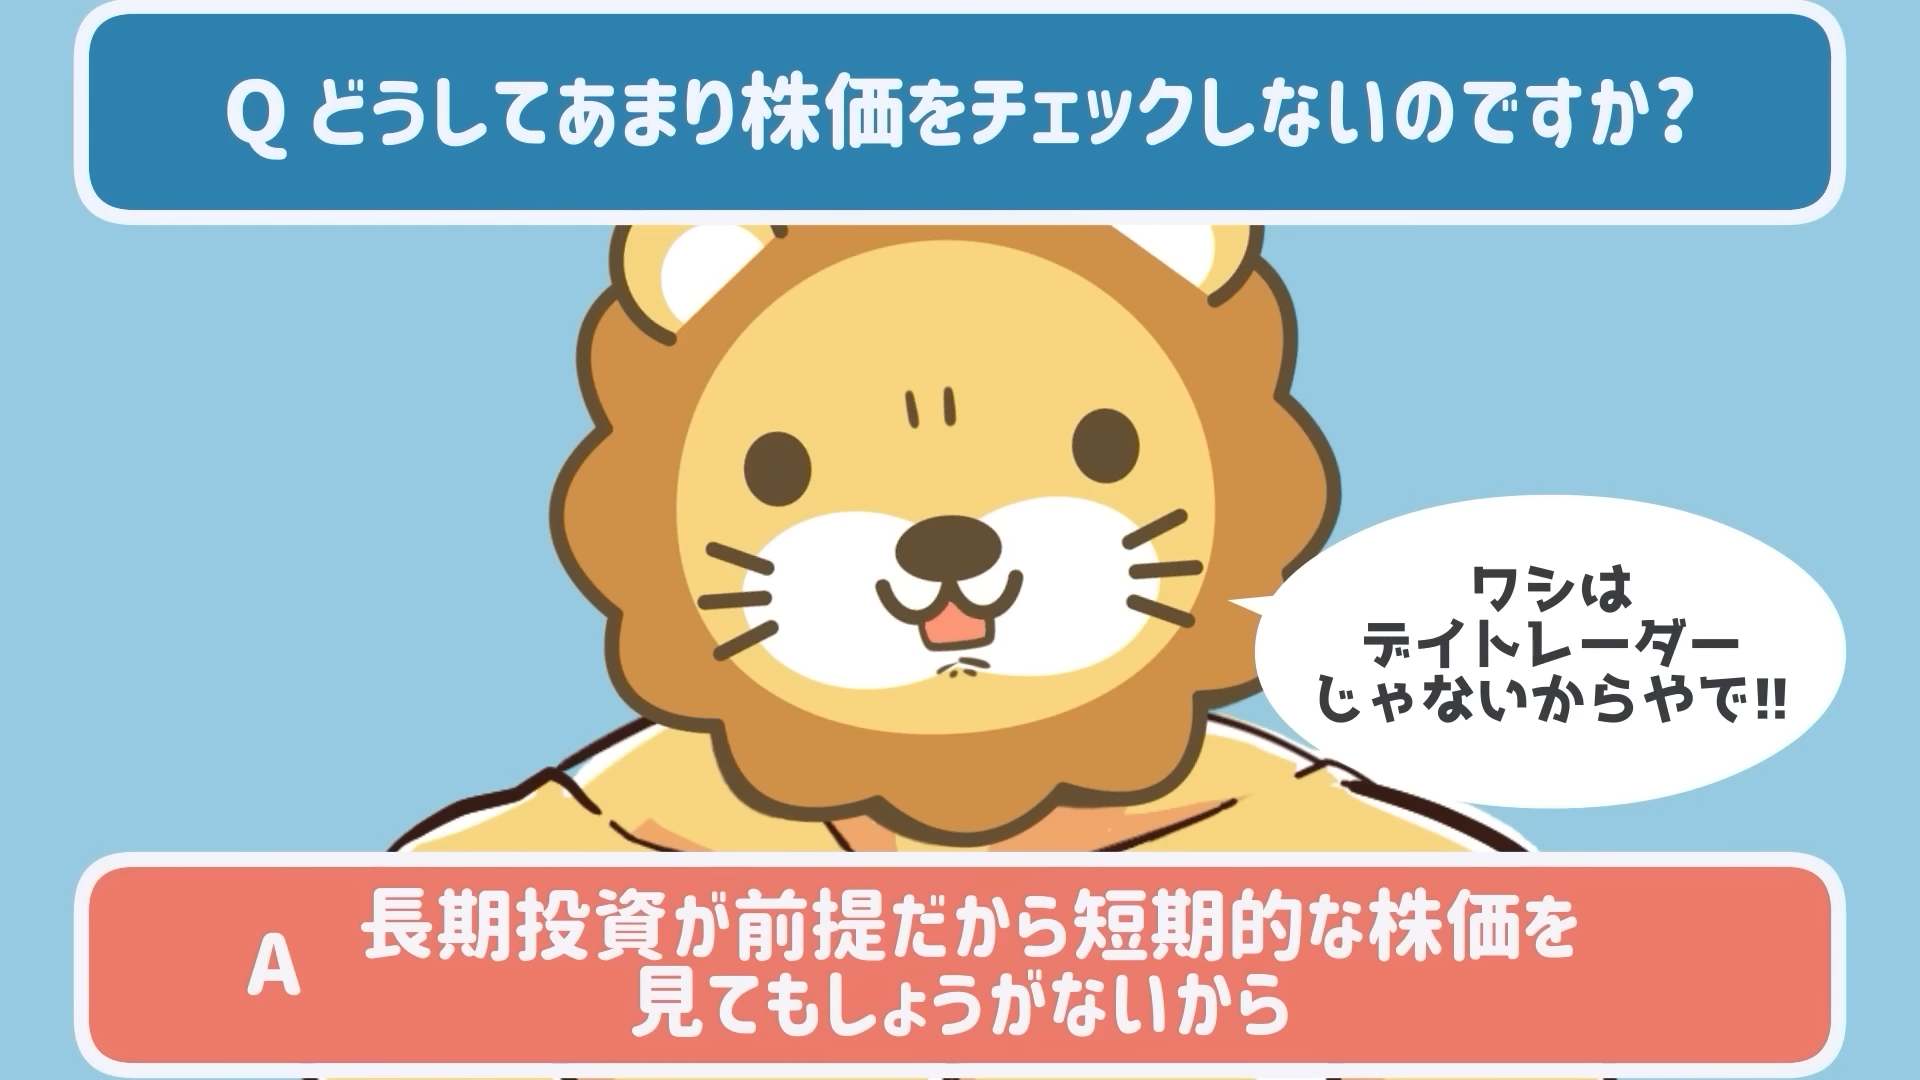 Q どうしてあまり株価をチェックしないのですか?
ワシは
デイトレーダー
じゃないからやで!!
A 長期投資が前提だから短期的な株価を
見てもしょうがないから